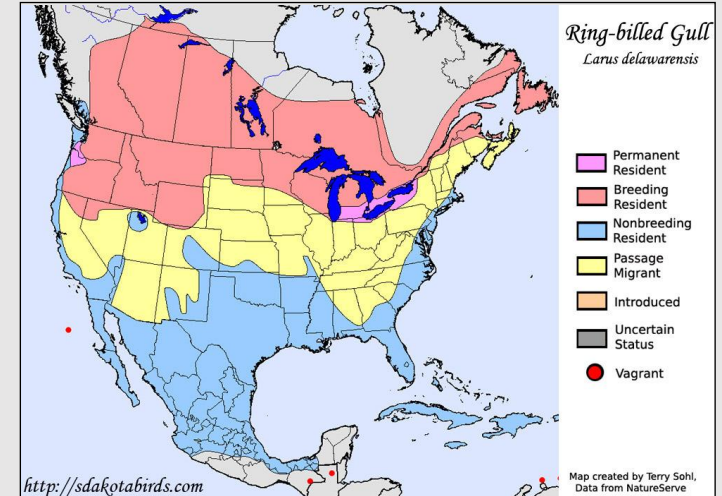 Ring-billed Gull
Larus delawarensis
Permanent
Resident
Breeding
Resident
Nonbreeding
Resident
Passage
Migrant
Introduced
Uncertain
Status
Vagrant
http://sdakotabirds.com
Map created by Terry Sohl,
Data from NatureServe